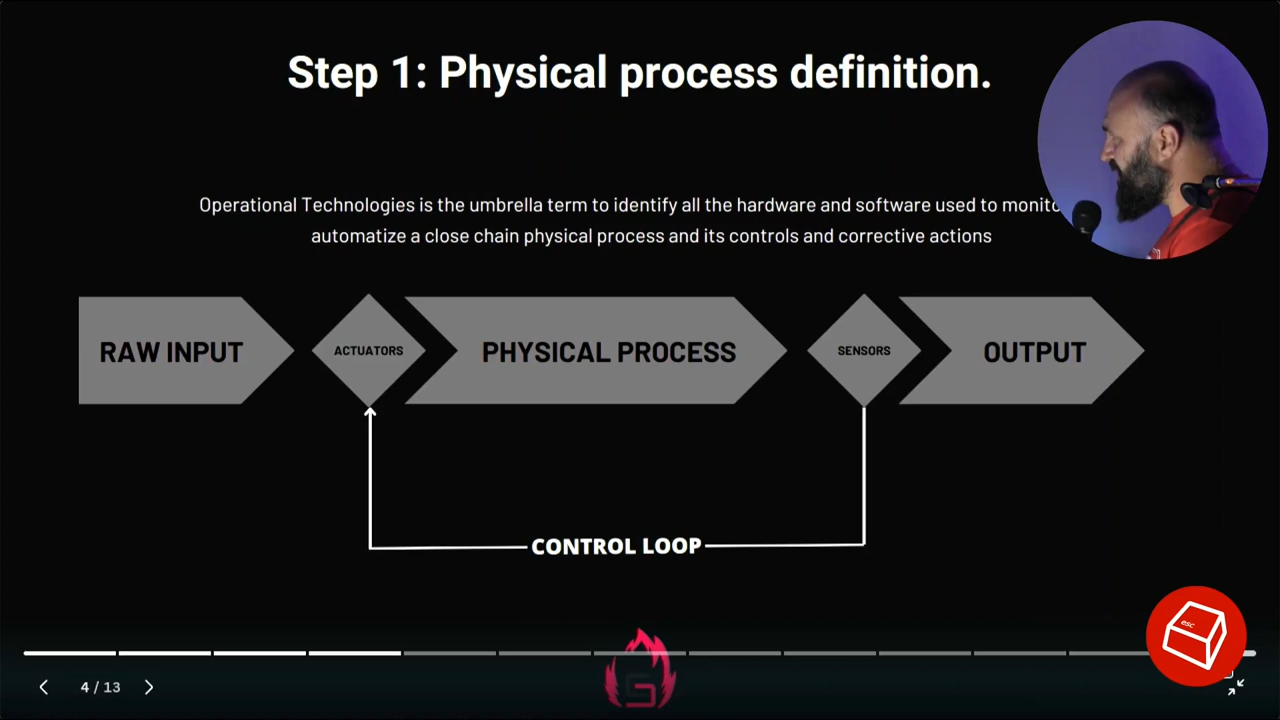 Step 1: Physical process definition.
Operational Technologies is the umbrella term to identify all the hardware and software used to
automatize a close chain physical process and its controls and corrective actions
RAW INPUT
ACTUATORS
PHYSICAL PROCESS
SENSORS
OUTPUT
CONTROL LOOP
esc
4 / 13